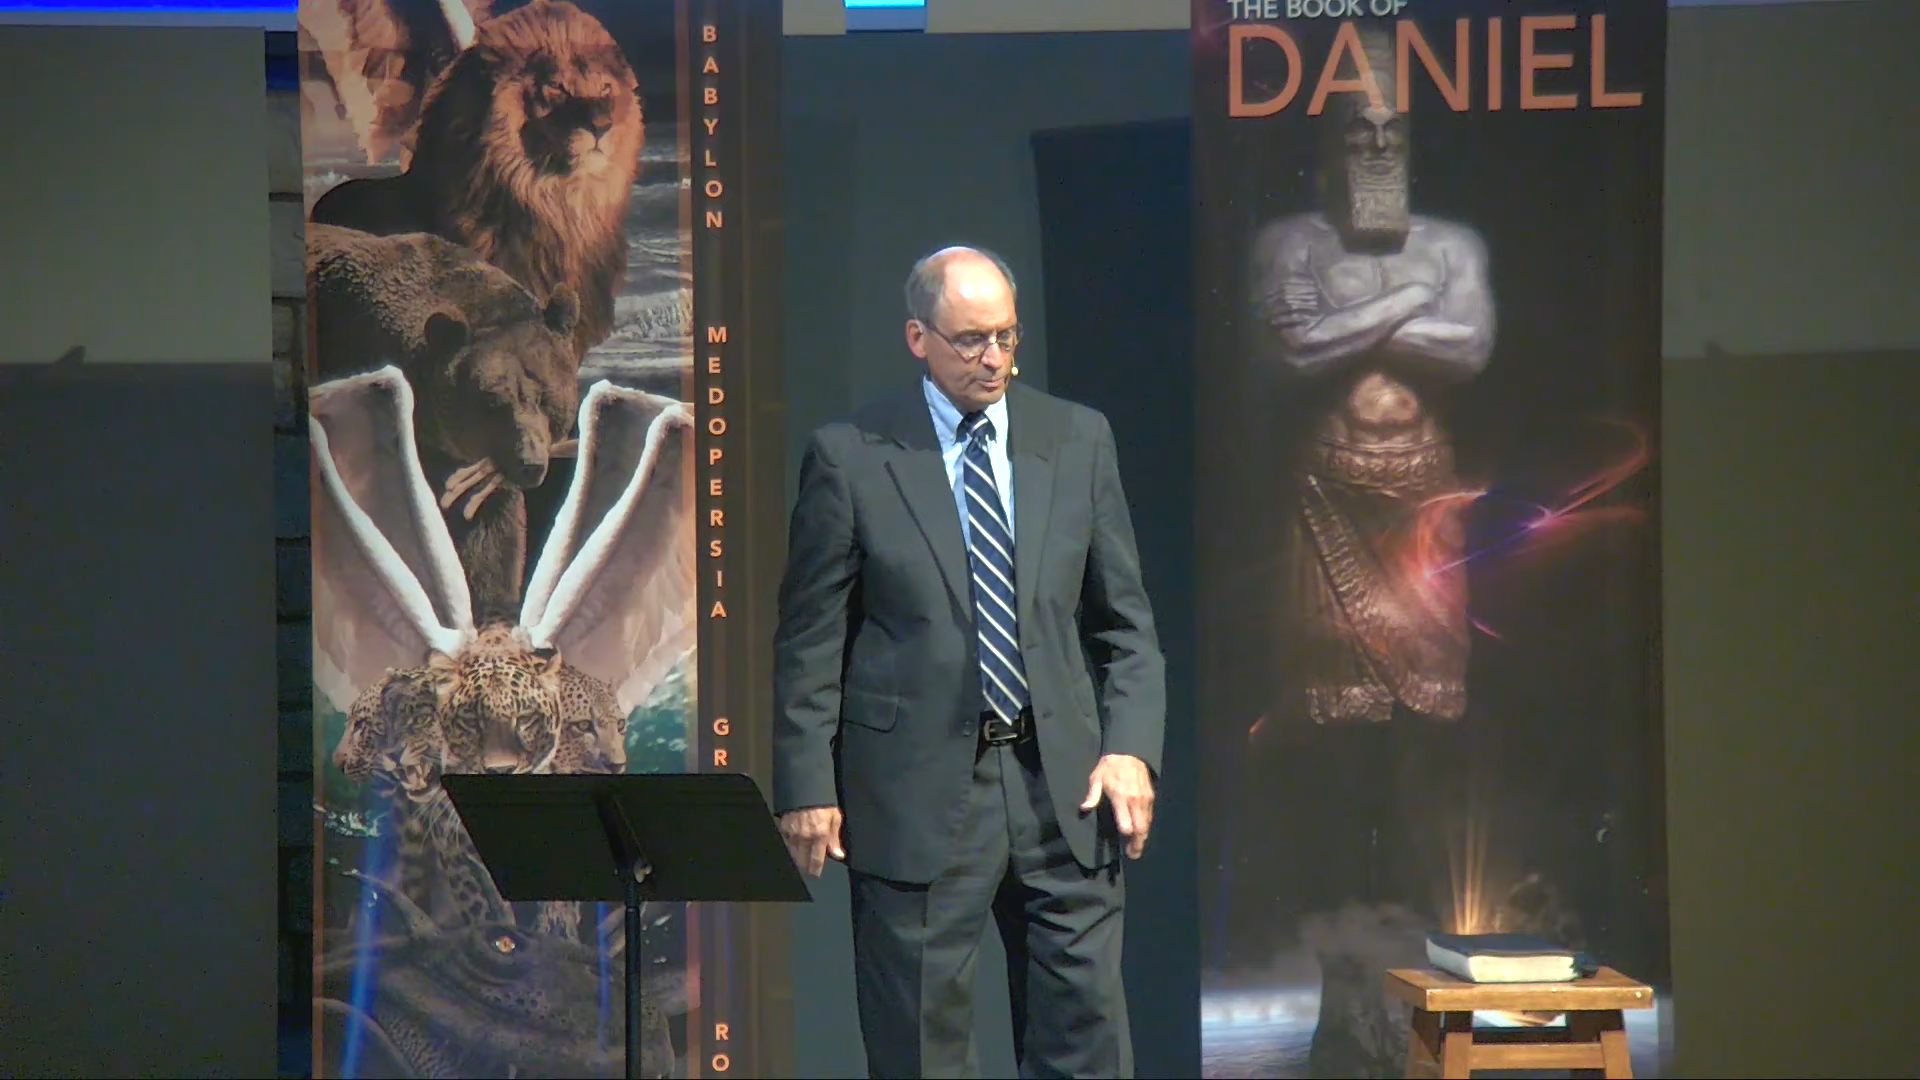 BABYLON
MEDOPERSIA
GR
RO
THE BOOK OF
DANIEL